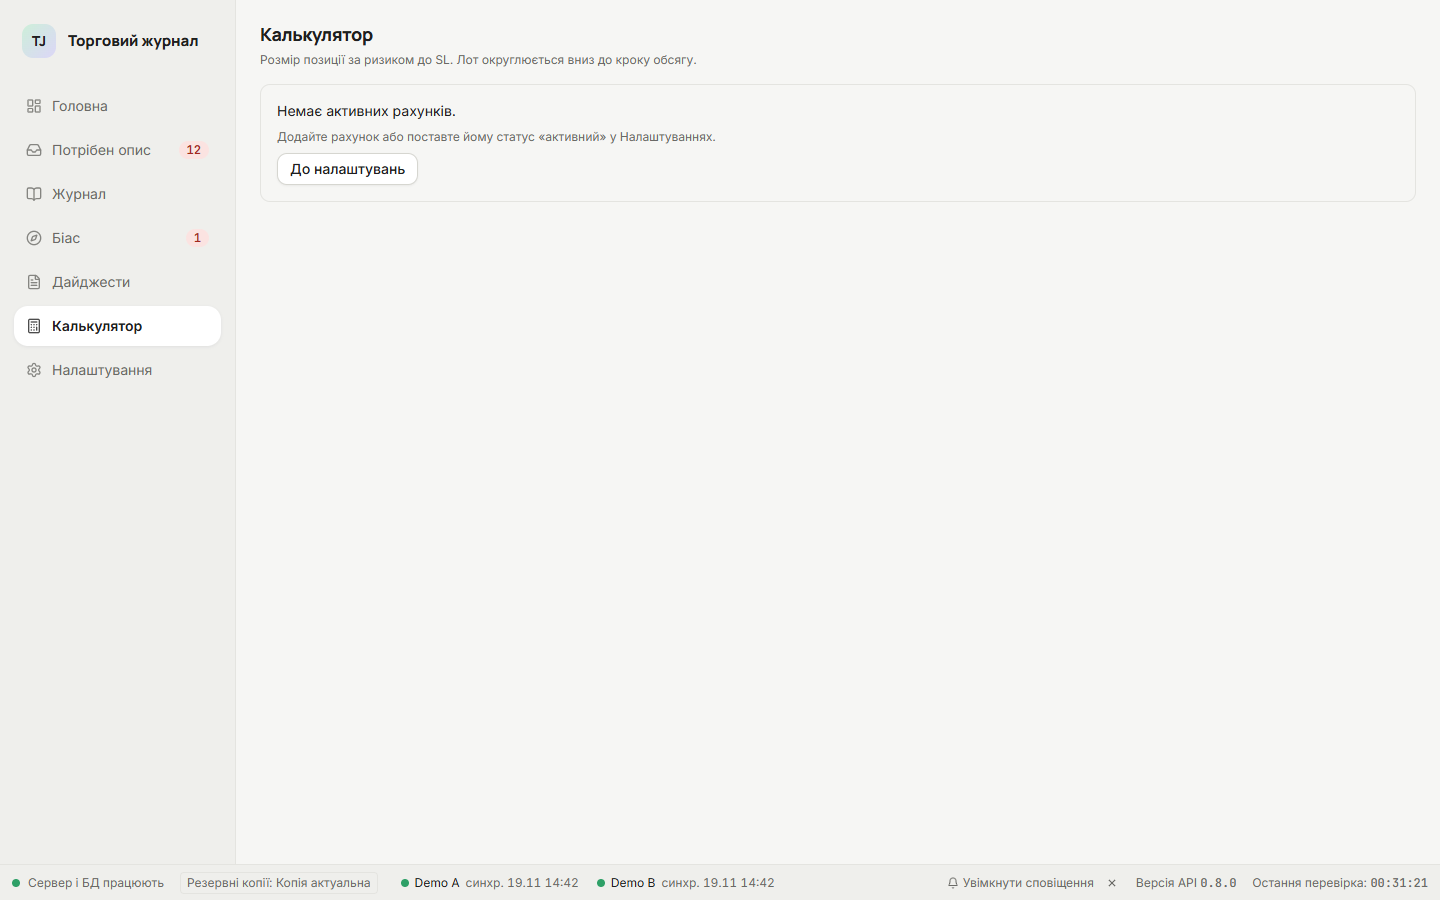 TJ Торговий журнал
Головна
Потрібен опис 12
Журнал
Біас 1
Дайджести
Калькулятор
Налаштування
Калькулятор
Розмір позиції за ризиком до SL. Лот округлюється вниз до кроку обсягу.
Немає активних рахунків.
Додайте рахунок або поставте йому статус «активний» у Налаштуваннях.
До налаштувань
Сервер і БД працюють Резервні копії: Копія актуальна Demo A синхр. 19.11 14:42 Demo B синхр. 19.11 14:42 Увімкнути сповіщення × Версія API 0.8.0 Остання перевірка: 00:31:21